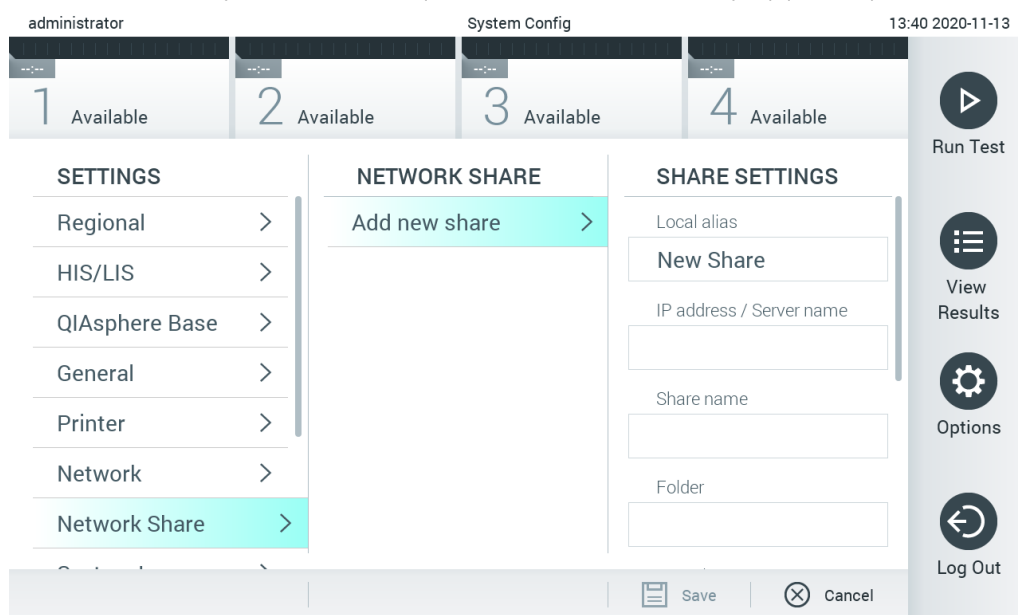 administrator
System Config
13:40 2020-11-13
--:--
1 Available
--:--
2 Available
--:--
3 Available
--:--
4 Available
SETTINGS
Regional
HIS/LIS
QIAsphere Base
General
Printer
Network
Network Share
NETWORK SHARE
Add new share
SHARE SETTINGS
Local alias
New Share
IP address / Server name
Share name
Folder
Save
Cancel
Run Test
View
Results
Options
Log Out